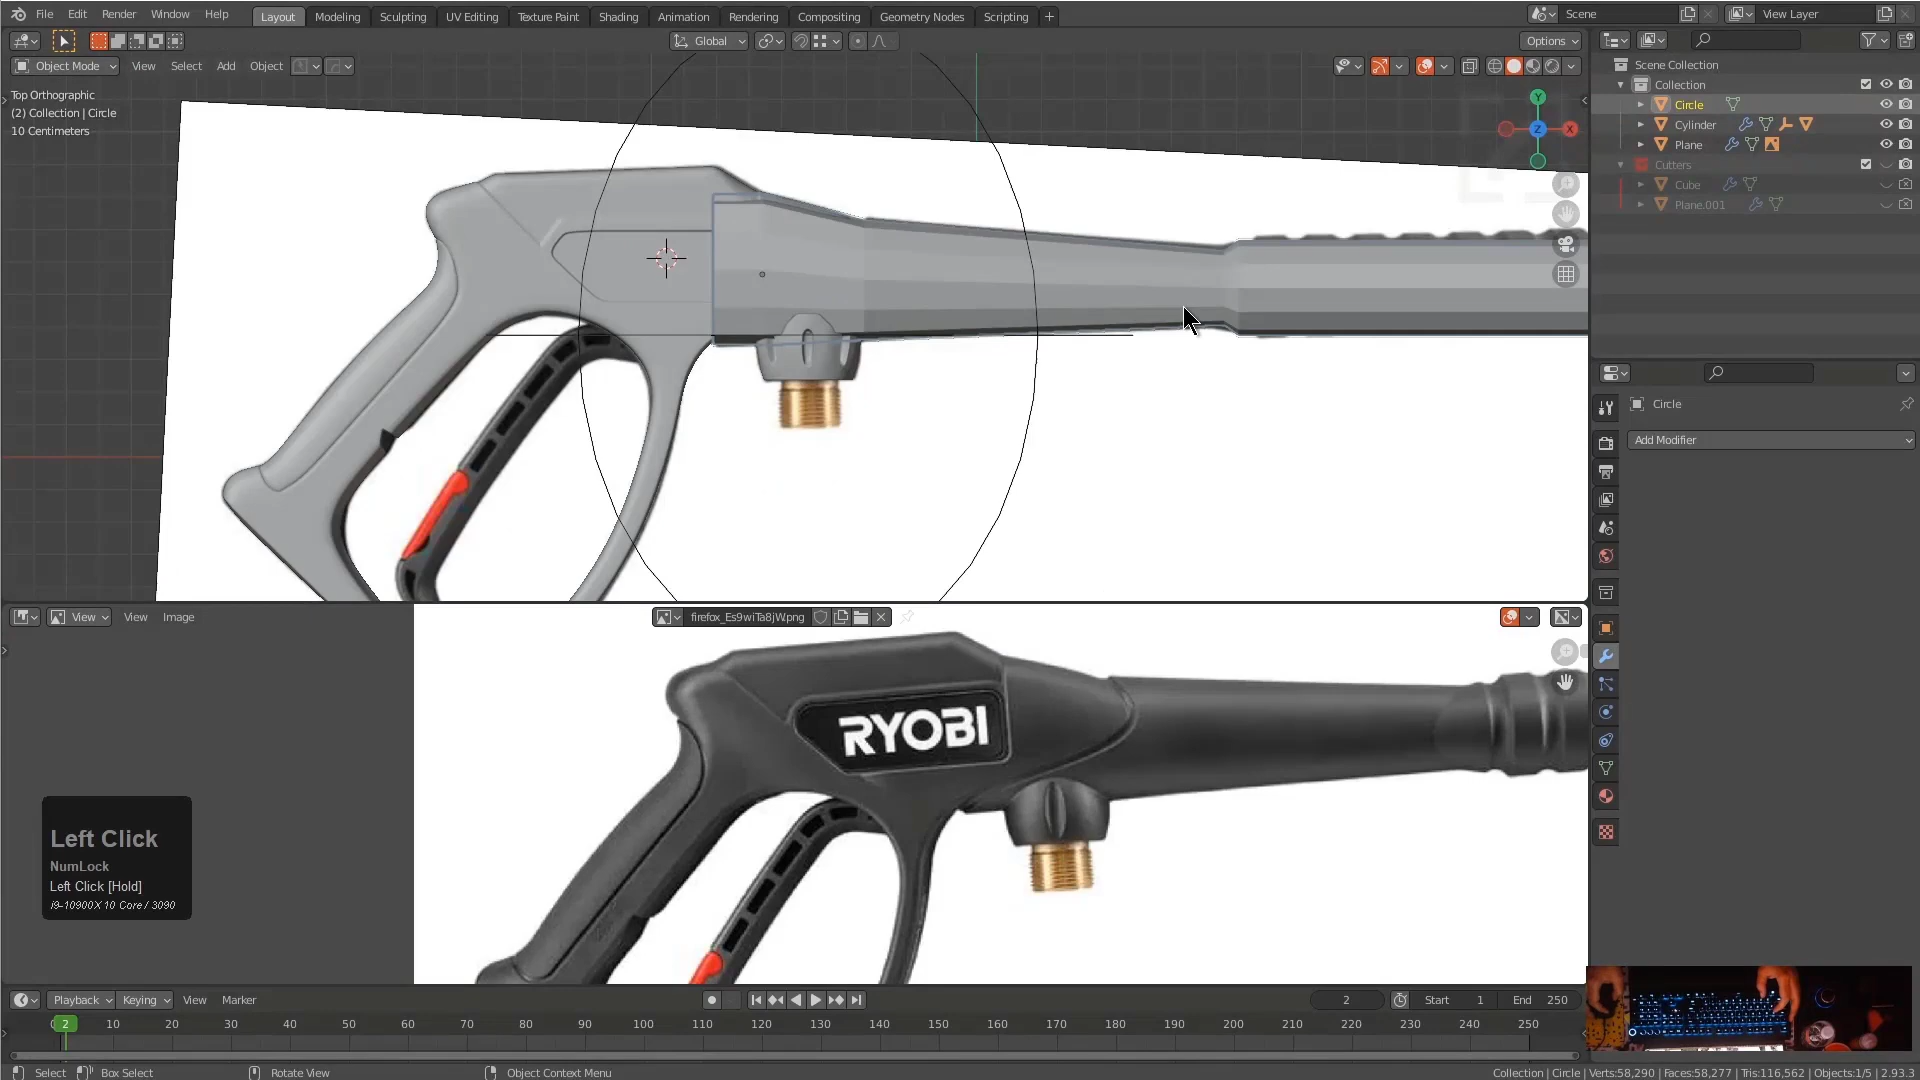 File Edit Render Window Help Layout Modeling Sculpting UV Editing Texture Paint Shading Animation Rendering Compositing Geometry Nodes Scripting + Scene View Layer
Global Options
Object Mode View Select Add Object
Top Orthographic
(2) Collection | Circle
10 Centimeters
Y
Z
X
Scene Collection
Collection
Circle
Cylinder
Plane
Cutters
Cube
Plane.001
Circle
Add Modifier
View View Image firefox_Es9wiTa8jW.png
RYOBI
Left Click
NumLock
Left Click [Hold]
i9-10900X 10 Core / 3090
Playback Keying View Marker 2 Start 1 End 250
2 10 20 30 40 50 60 70 80 90 100 110 120 130 140 150 160 170 180 190 200 210 220 230 240 250
Select Box Select Rotate View Object Context Menu Collection | Circle | Verts:58,290 | Faces:58,277 | Tris:116,562 | Objects:1/5 | 2.93.3